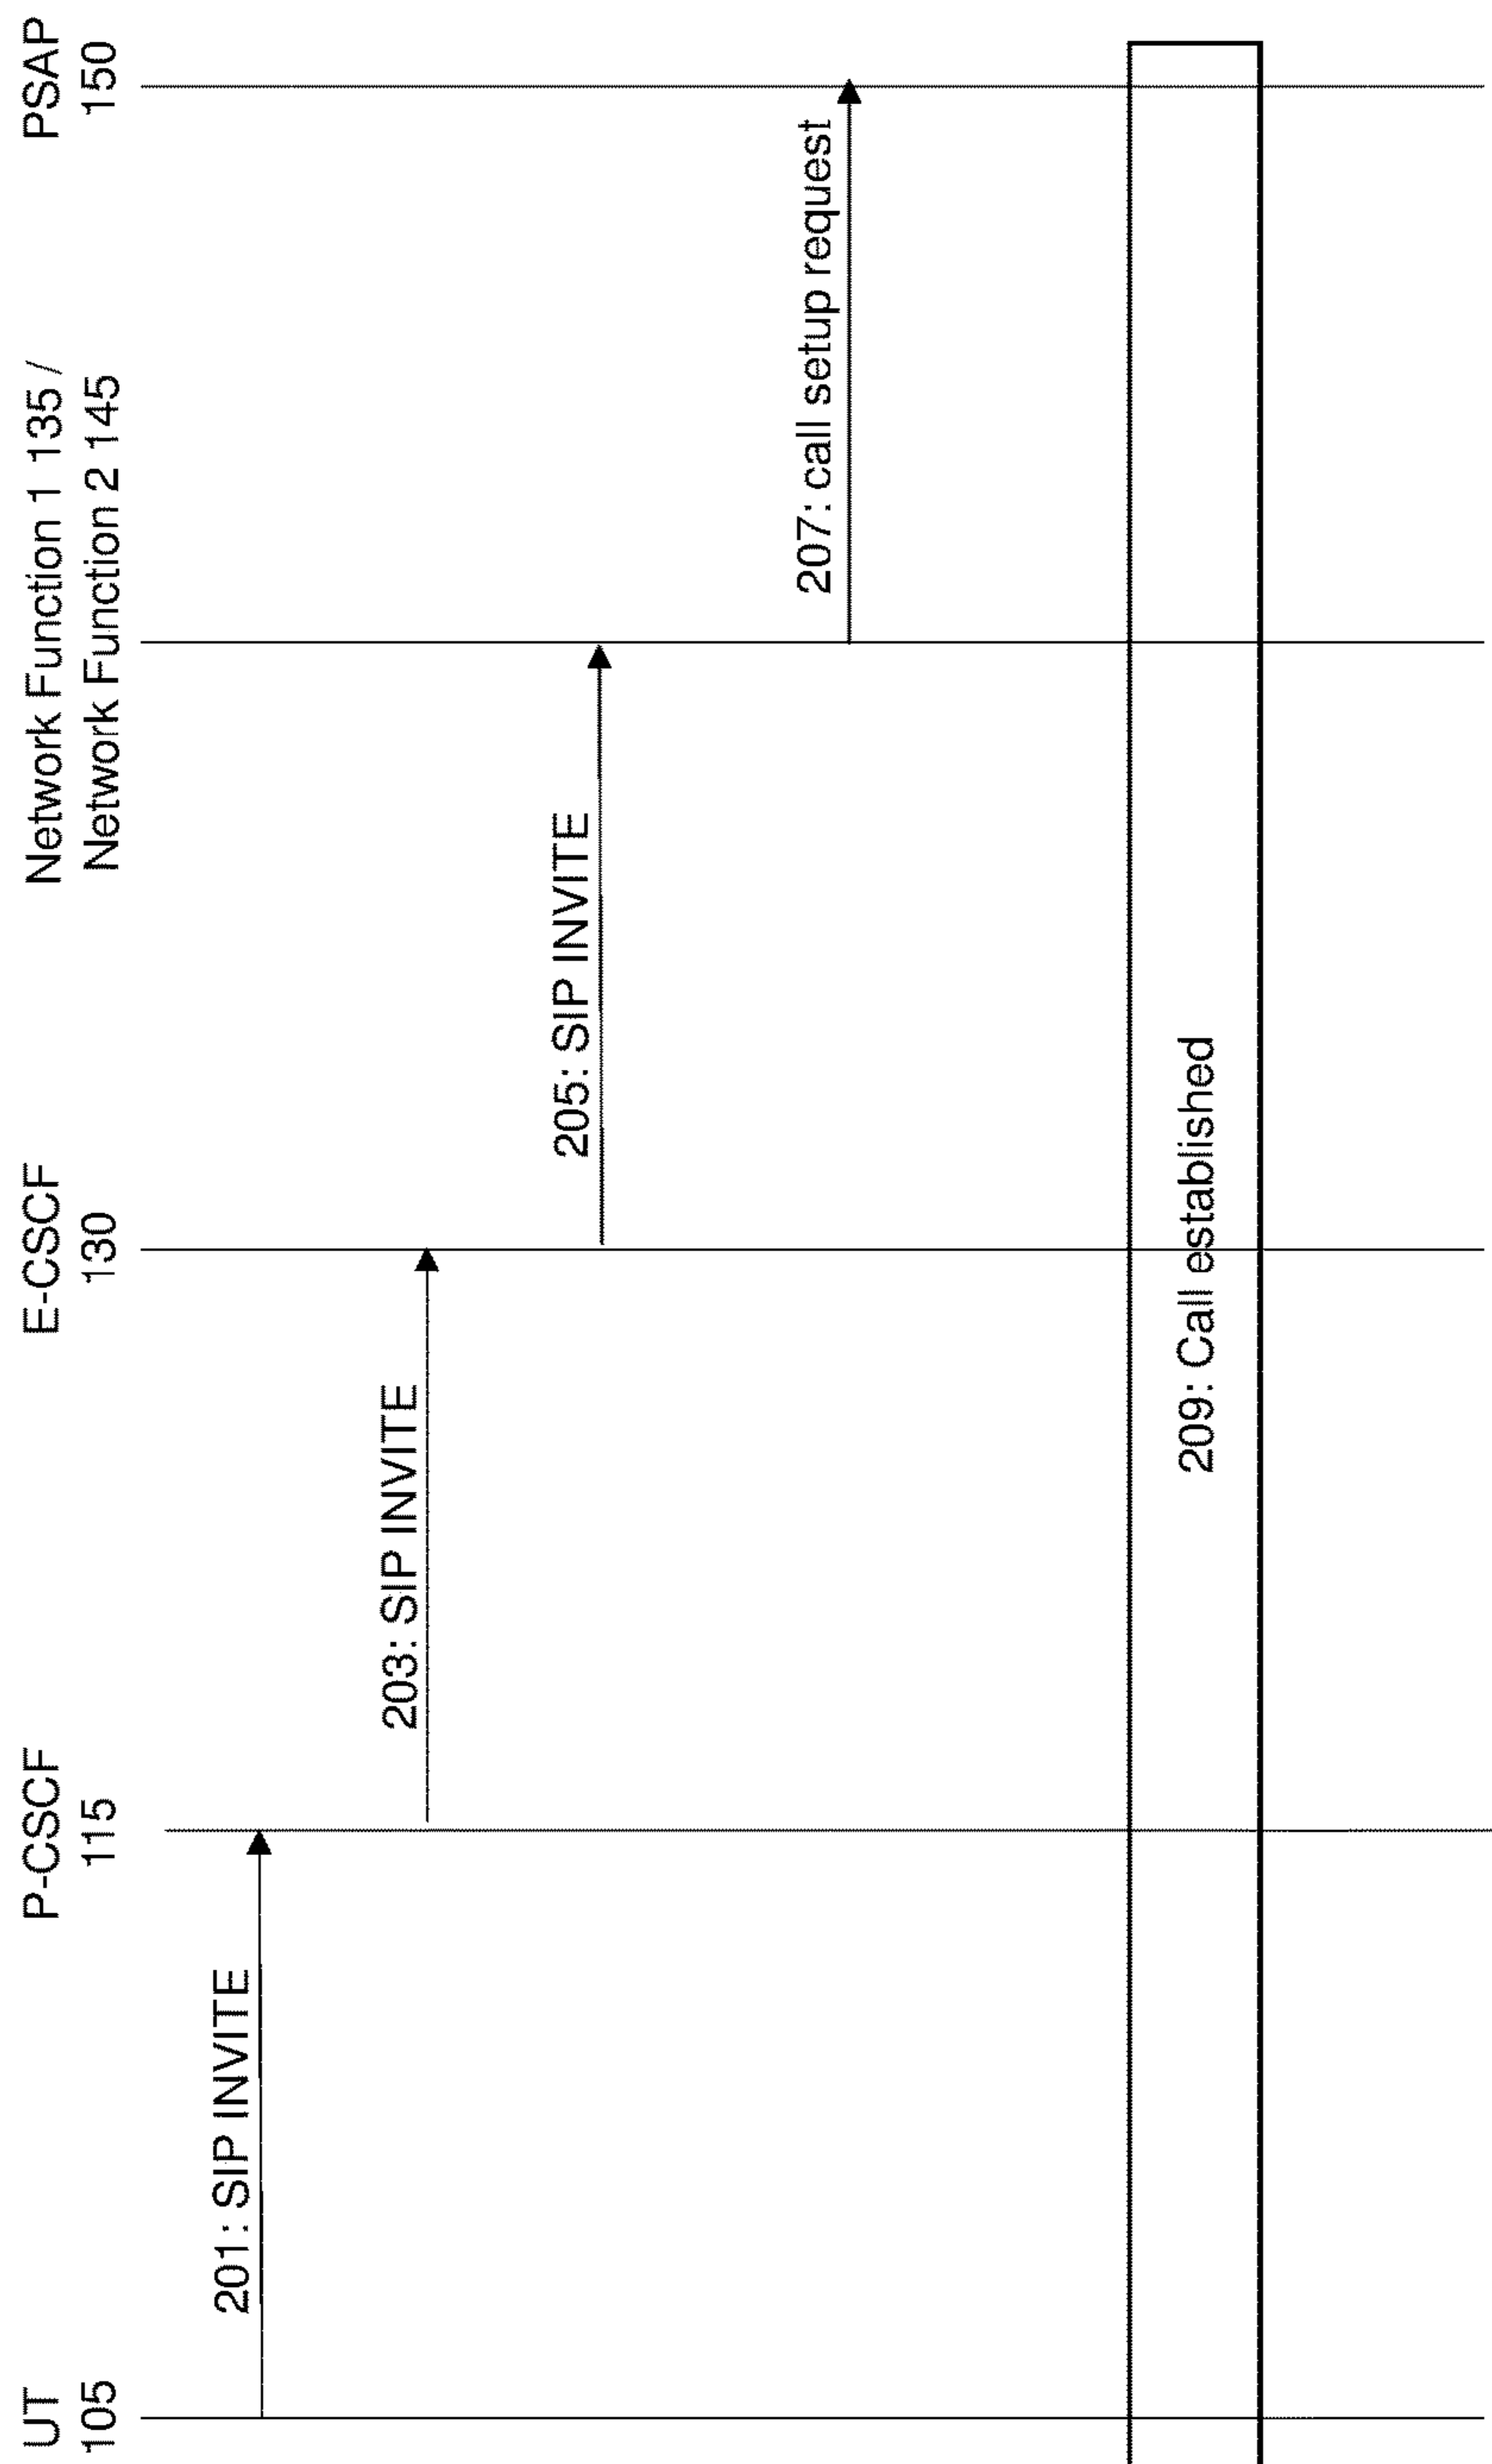 UT
105
P-CSCF
115
E-CSCF
130
Network Function 1 135 /
Network Function 2 145
PSAP
150
201: SIP INVITE
203: SIP INVITE
205: SIP INVITE
207: call setup request
209: Call established